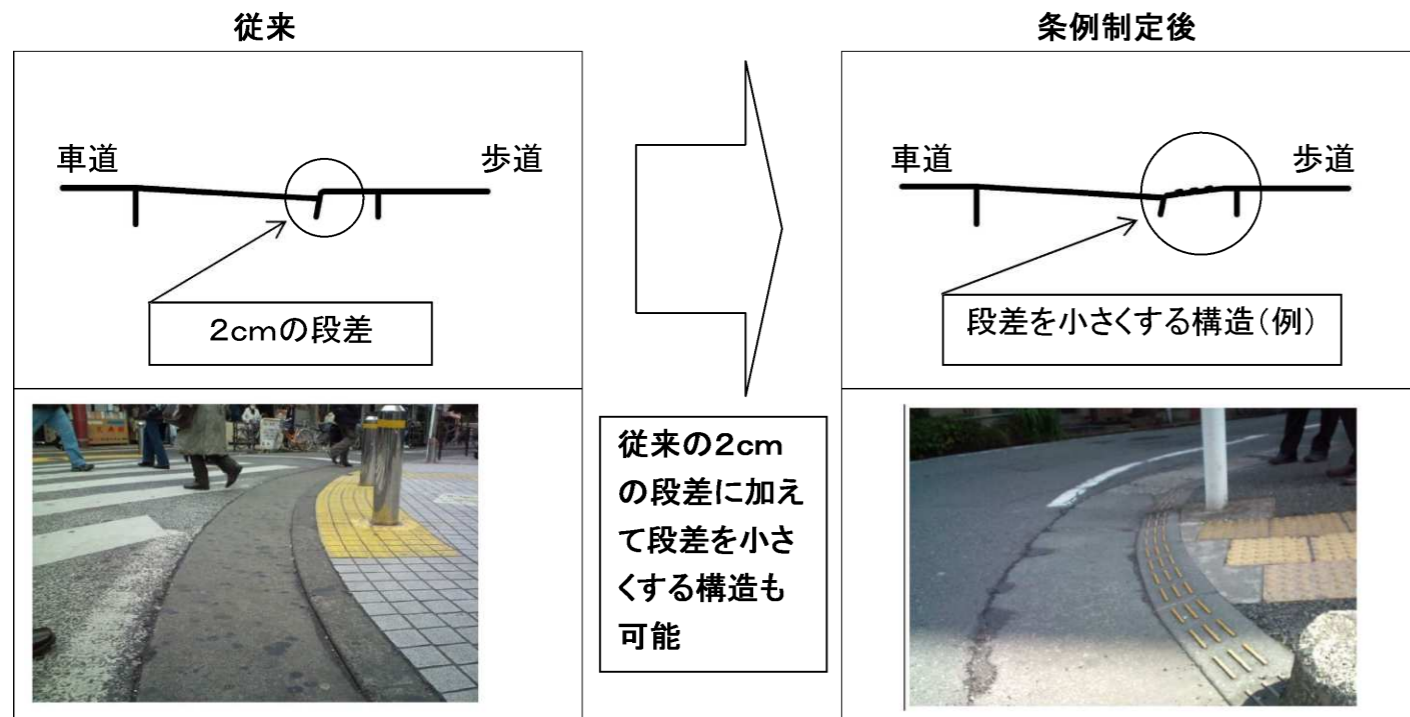 従来
条例制定後
車道
歩道
2cmの段差
車道
歩道
段差を小さくする構造(例)
従来の2cm
の段差に加え
て段差を小さ
くする構造も
可能